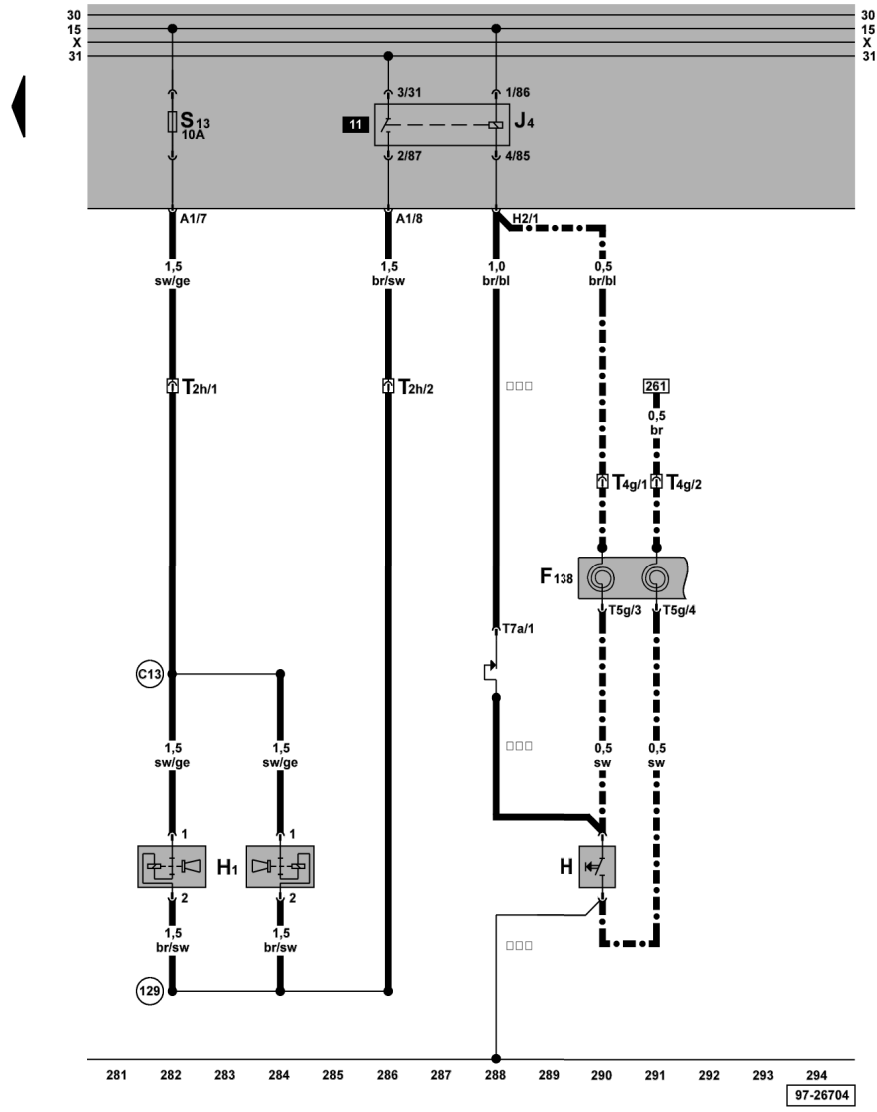 30 30
15 15
X X
31 31
3/31 1/86
S13 10A
11 J4
2/87 4/85
A1/7 A1/8 H2/1
1,5 1,5 1,0 0,5
sw/ge br/sw br/bl br/bl
T2h/1 T2h/2 261
0,5
br
T4g/1 T4g/2
F138
T5g/3 T5g/4
T7a/1
C13
1,5 1,5 0,5 0,5
sw/ge sw/ge sw sw
1 1
H1 H
2 2
1,5 1,5
br/sw br/sw
129
281 282 283 284 285 286 287 288 289 290 291 292 293 294
97-26704